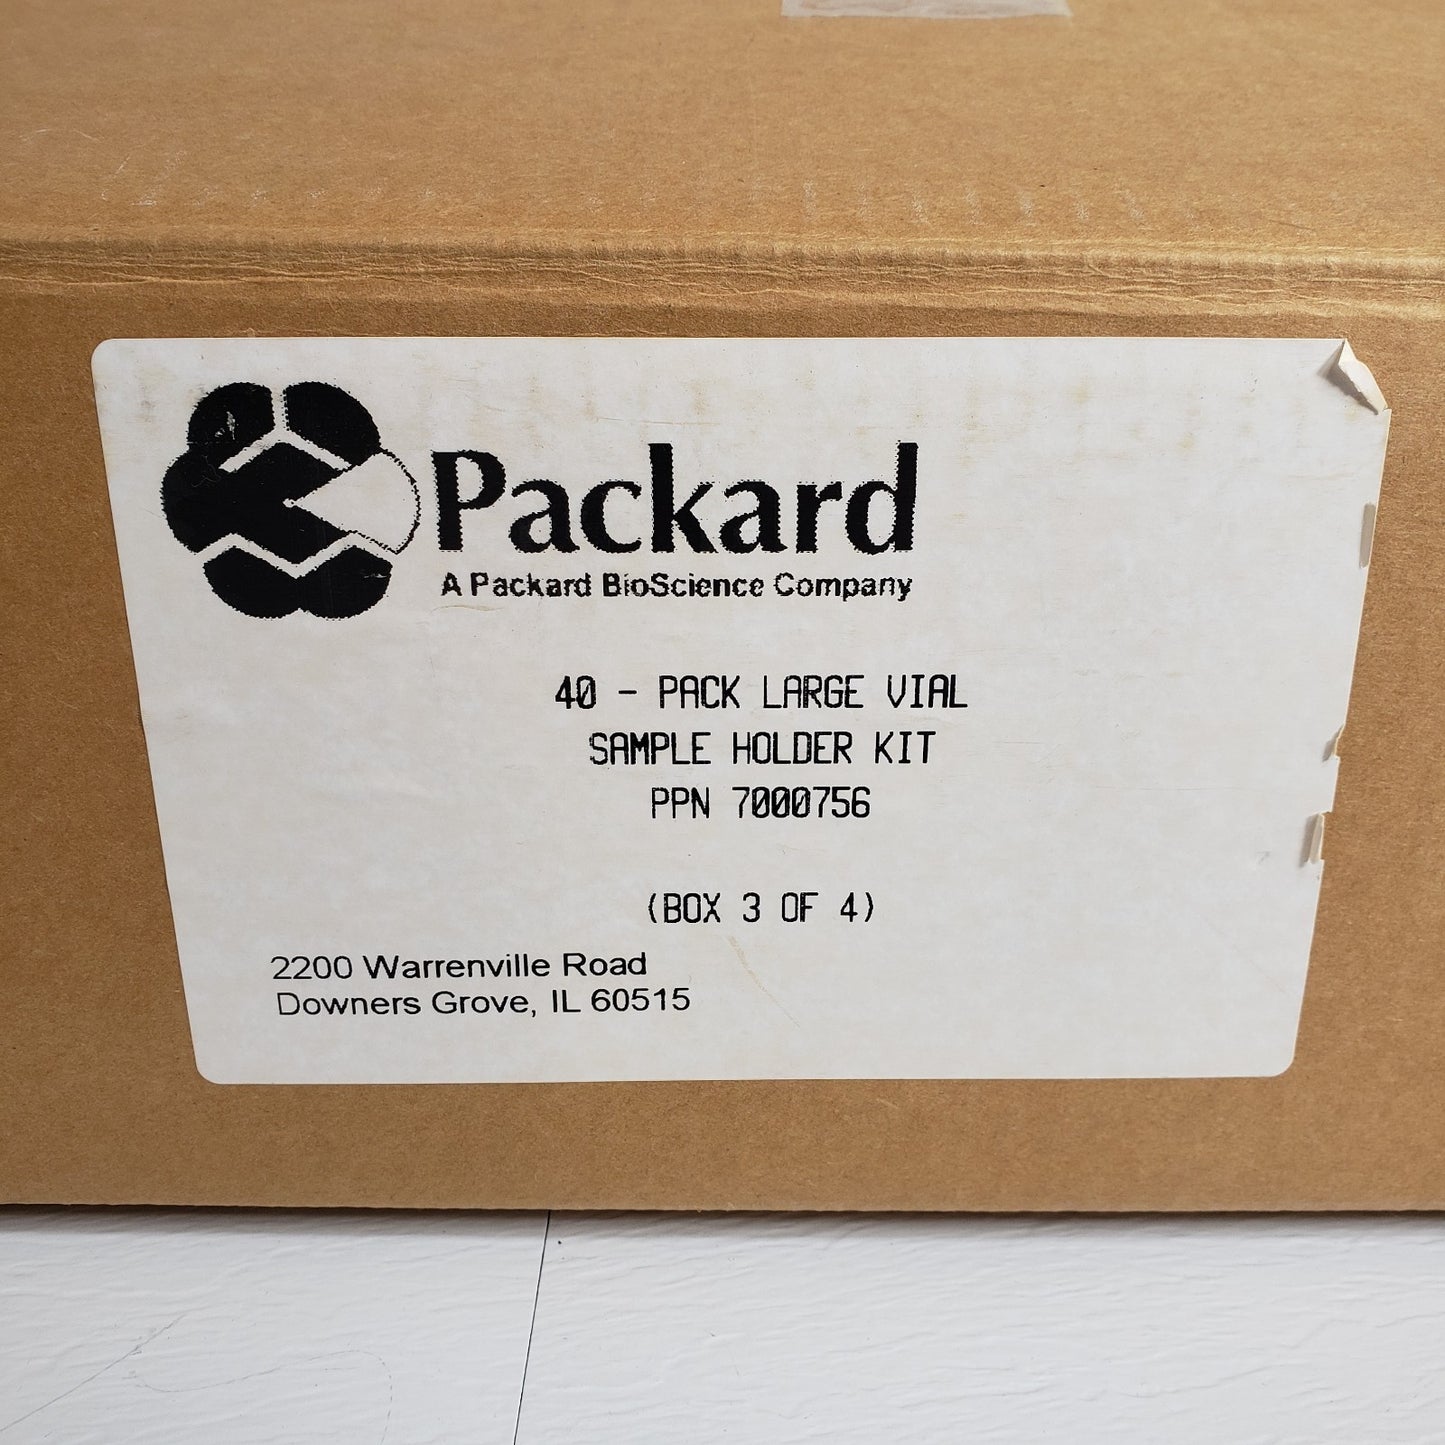 Packard
A Packard BioScience Company
40 - PACK LARGE VIAL
SAMPLE HOLDER KIT
PPN 7000756
(BOX 3 OF 4)
2200 Warrenville Road
Downers Grove, IL 60515